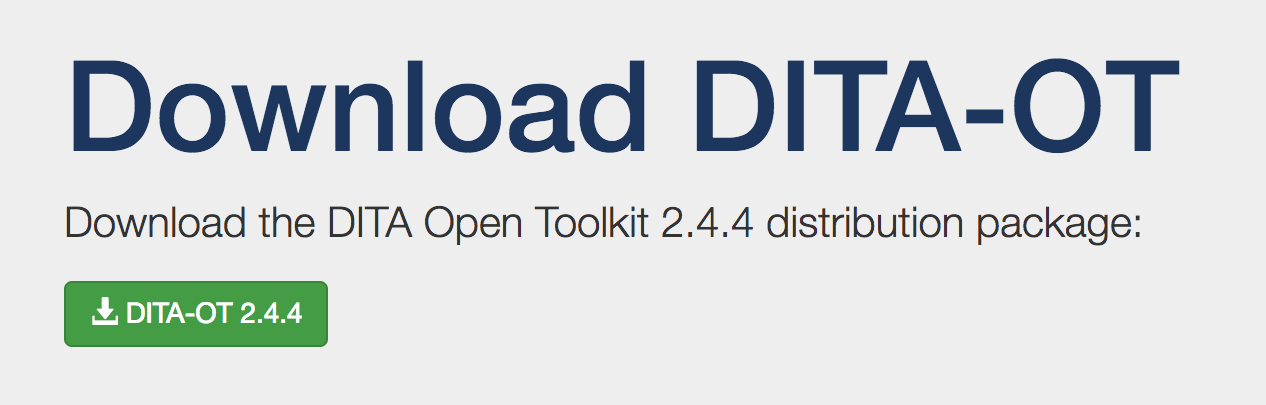 Download DITA-OT
Download the DITA Open Toolkit 2.4.4 distribution package:
DITA-OT 2.4.4